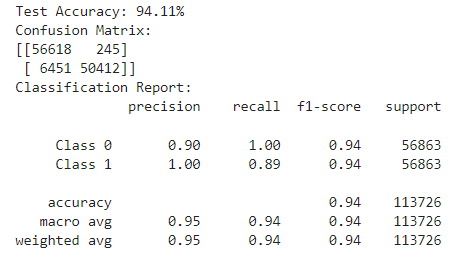 Test Accuracy: 94.11%
Confusion Matrix:
[[56618   245]
 [ 6451 50412]]
Classification Report:
              precision    recall  f1-score   support

     Class 0       0.90      1.00      0.94     56863
     Class 1       1.00      0.89      0.94     56863

    accuracy                           0.94    113726
   macro avg       0.95      0.94      0.94    113726
weighted avg       0.95      0.94      0.94    113726